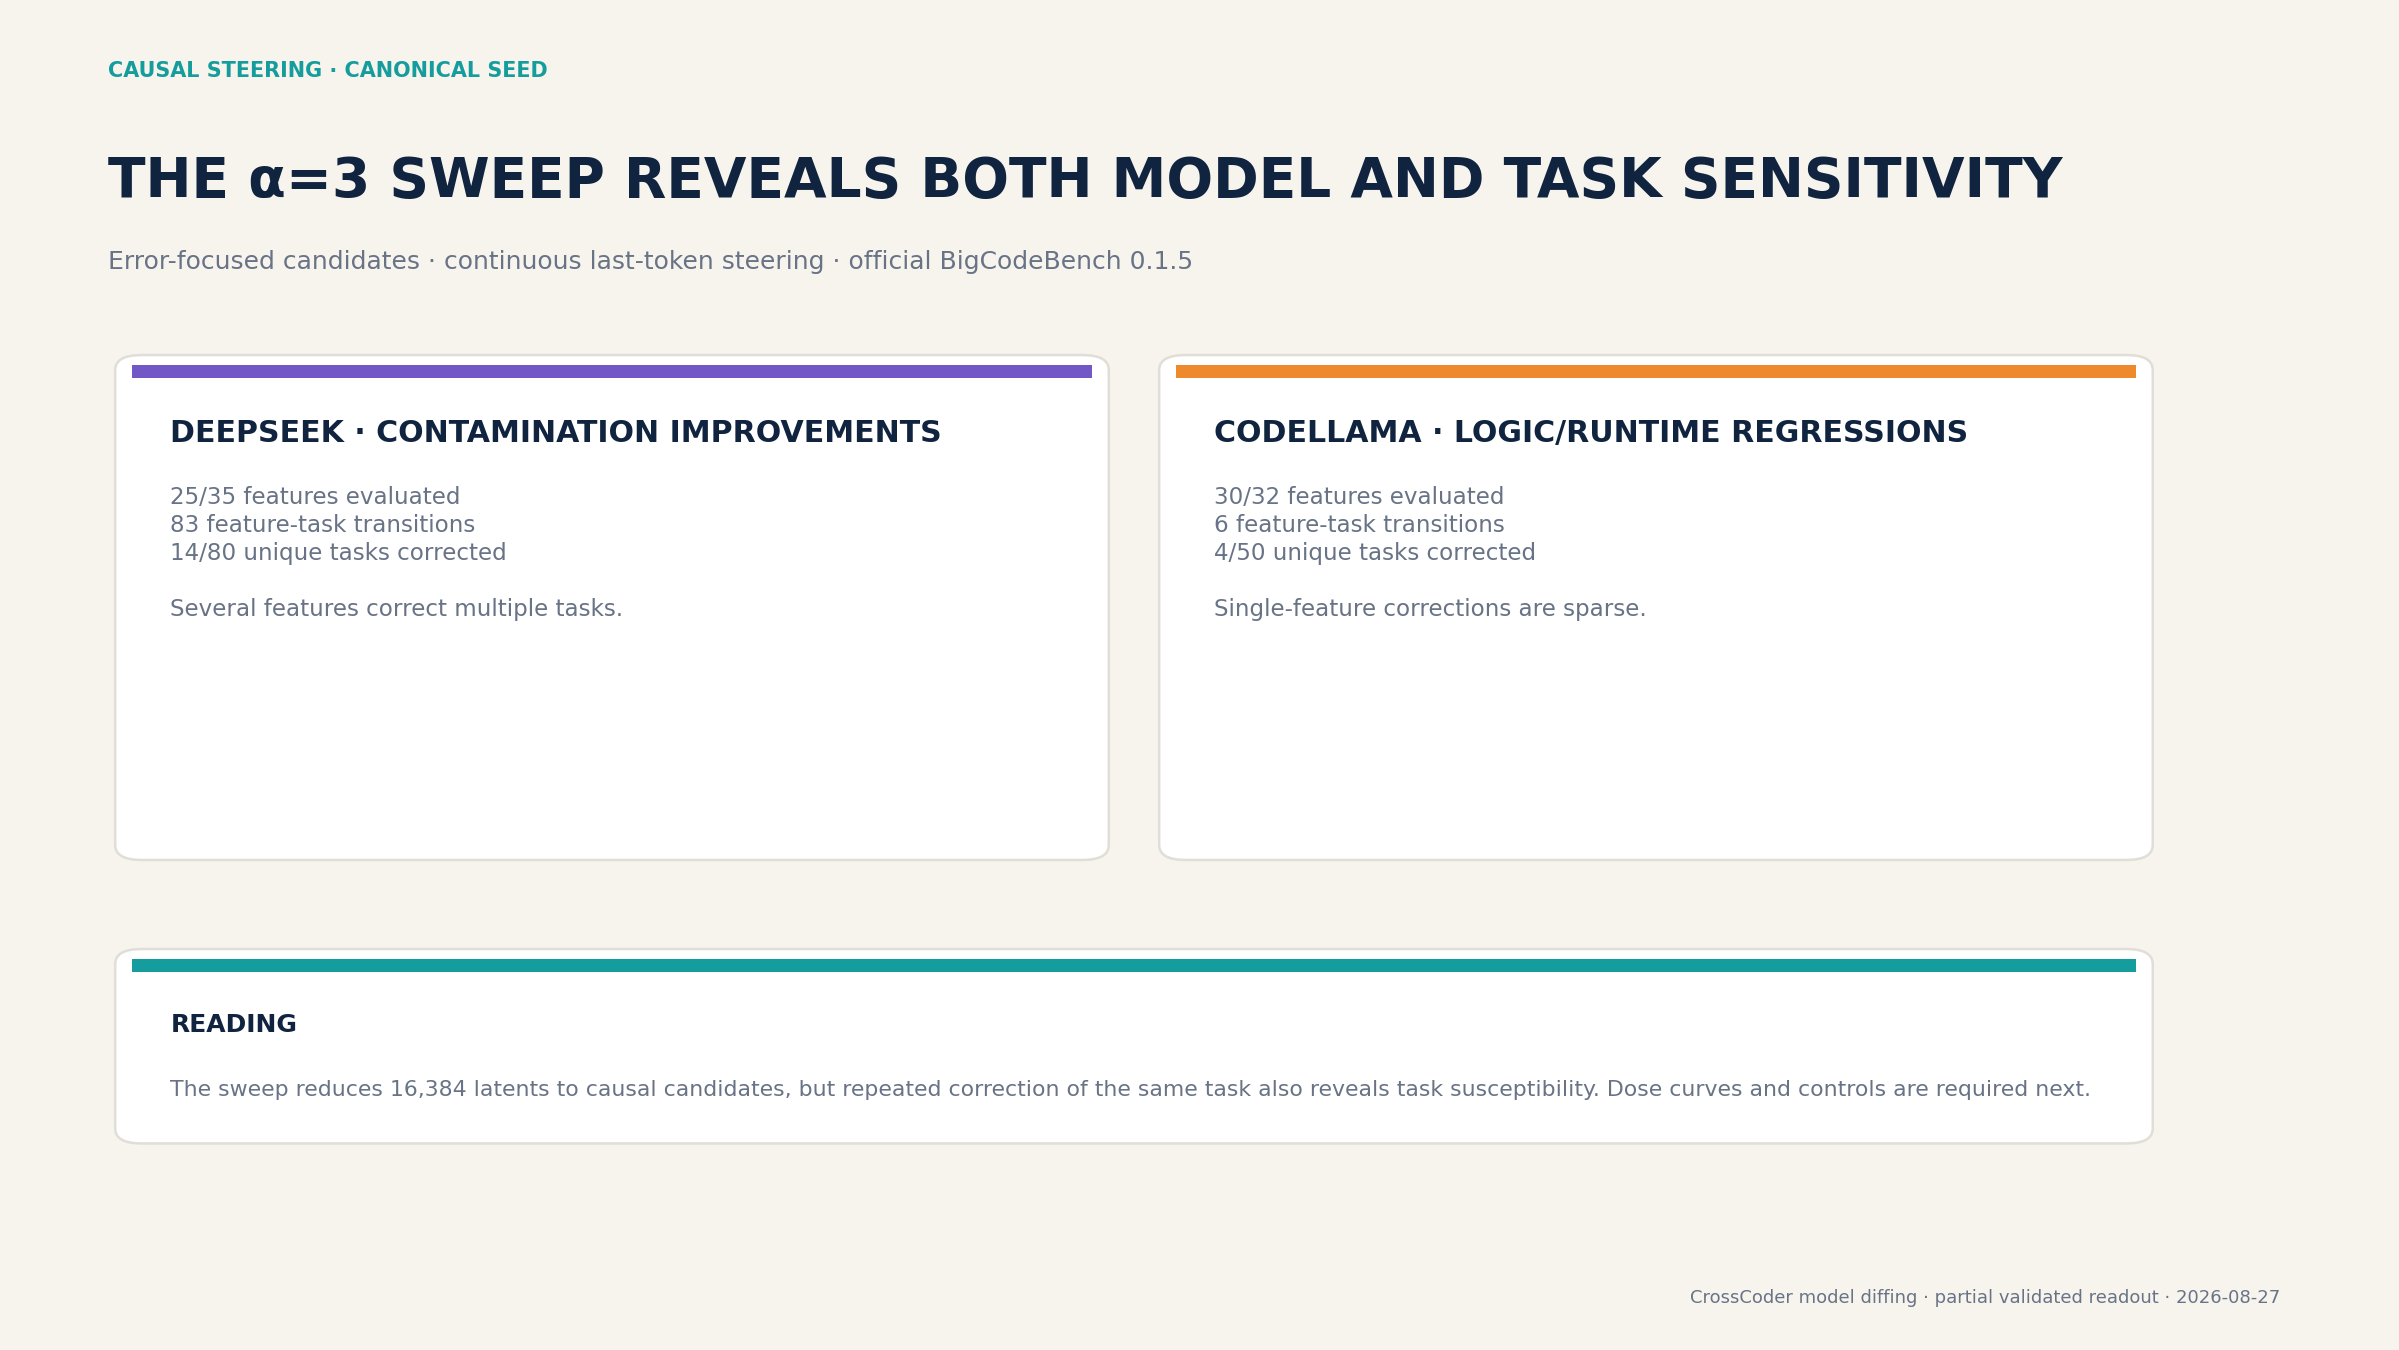 CAUSAL STEERING · CANONICAL SEED
THE α=3 SWEEP REVEALS BOTH MODEL AND TASK SENSITIVITY
Error-focused candidates · continuous last-token steering · official BigCodeBench 0.1.5
DEEPSEEK · CONTAMINATION IMPROVEMENTS
25/35 features evaluated
83 feature-task transitions
14/80 unique tasks corrected
Several features correct multiple tasks.
CODELLAMA · LOGIC/RUNTIME REGRESSIONS
30/32 features evaluated
6 feature-task transitions
4/50 unique tasks corrected
Single-feature corrections are sparse.
READING
The sweep reduces 16,384 latents to causal candidates, but repeated correction of the same task also reveals task susceptibility. Dose curves and controls are required next.
CrossCoder model diffing · partial validated readout · 2026-08-27